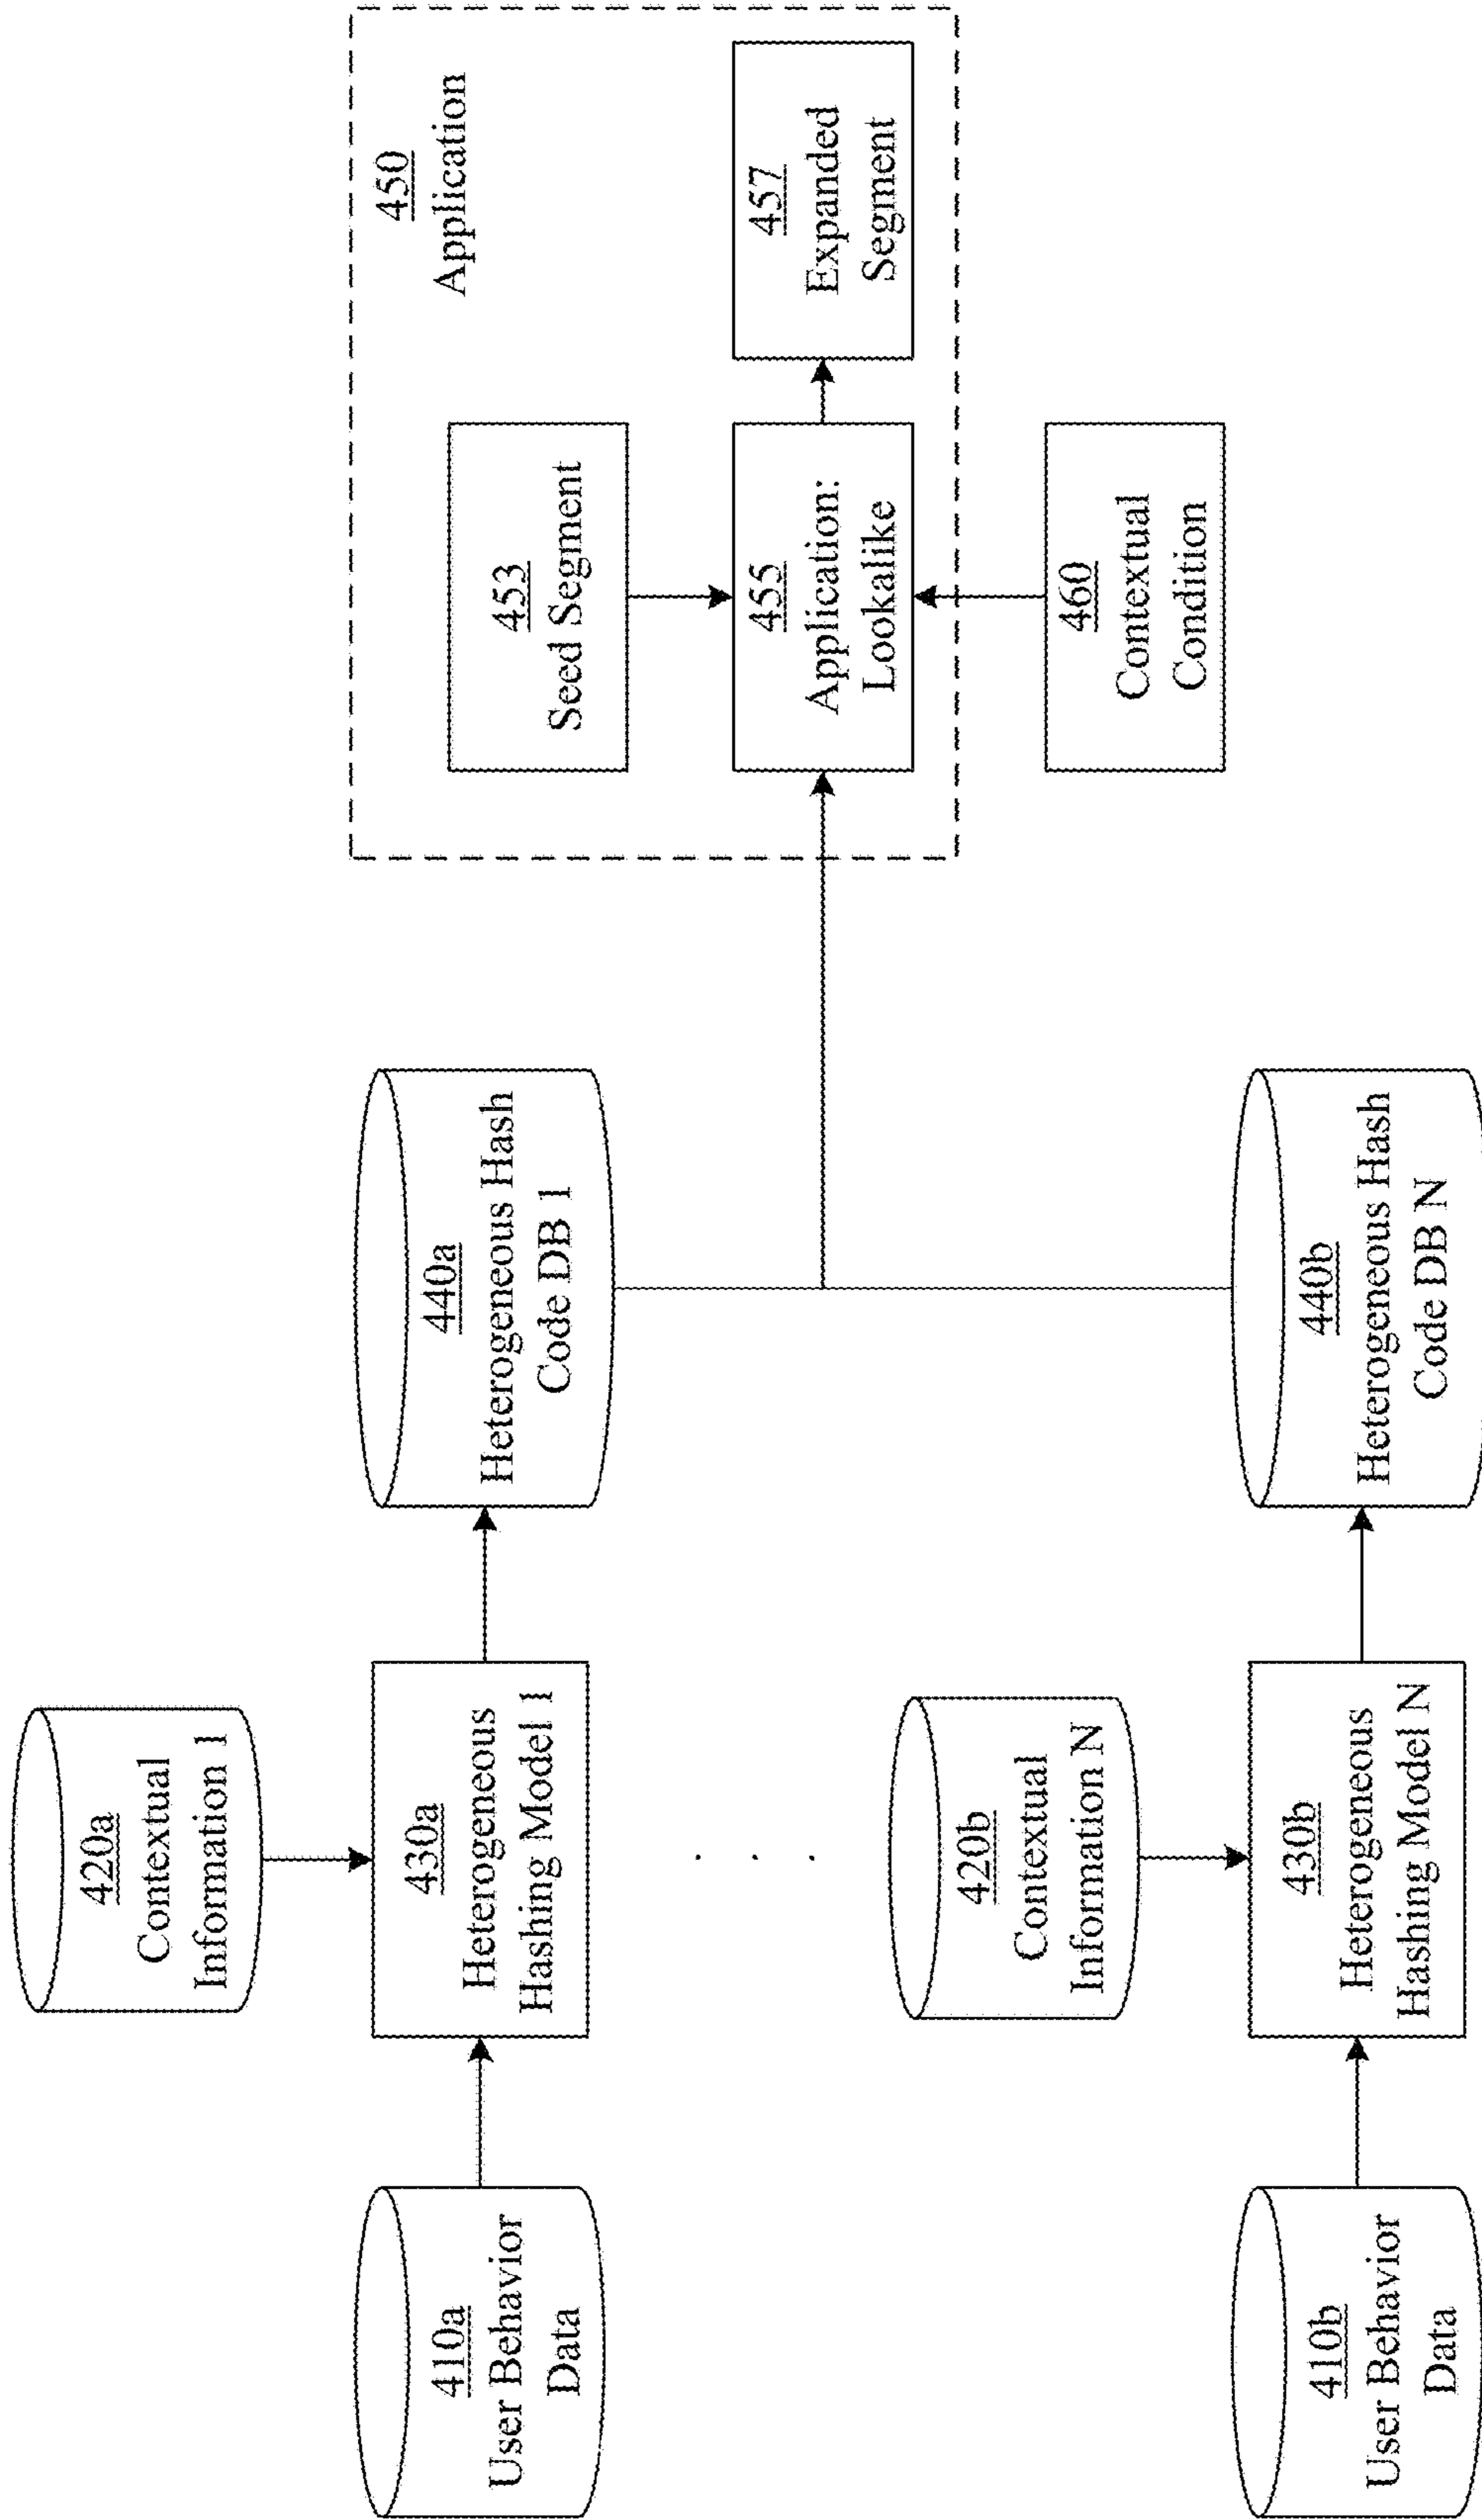 420a
Contextual
Information 1
410a
User Behavior
Data
430a
Heterogeneous
Hashing Model 1
440a
Heterogeneous Hash
Code DB 1
. . .
420b
Contextual
Information N
410b
User Behavior
Data
430b
Heterogeneous
Hashing Model N
440b
Heterogeneous Hash
Code DB N
450
Application
453
Seed Segment
455
Application:
Lookalike
457
Expanded
Segment
460
Contextual
Condition